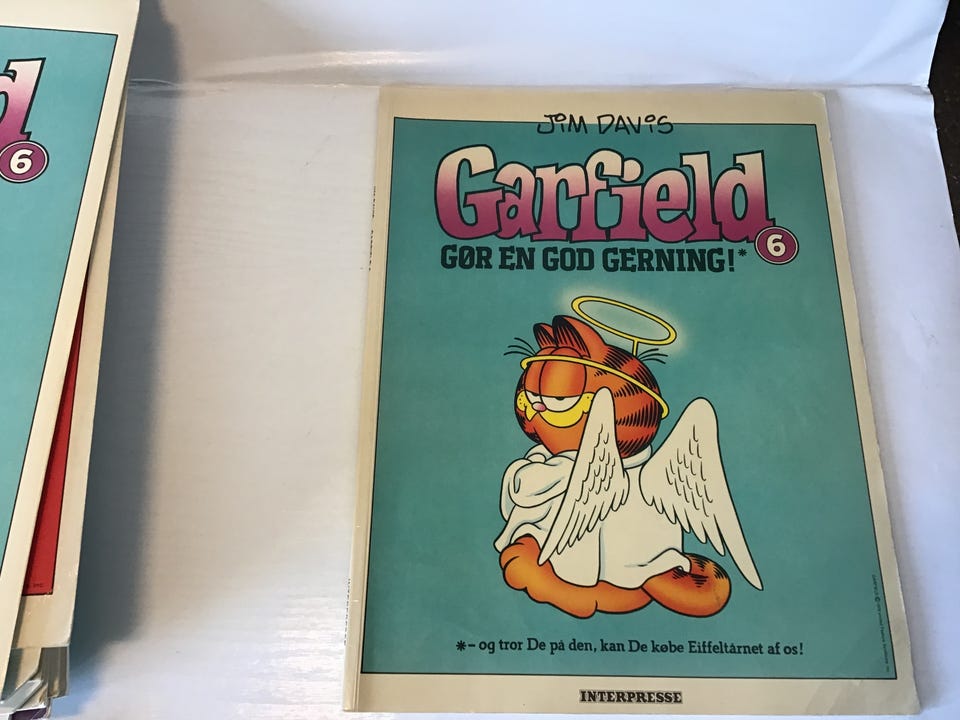 d
6
JIM DAVIS
Garfield
6
GØR EN GOD GERNING!*
*– og tror De på den, kan De købe Eiffeltårnet af os!
INTERPRESSE